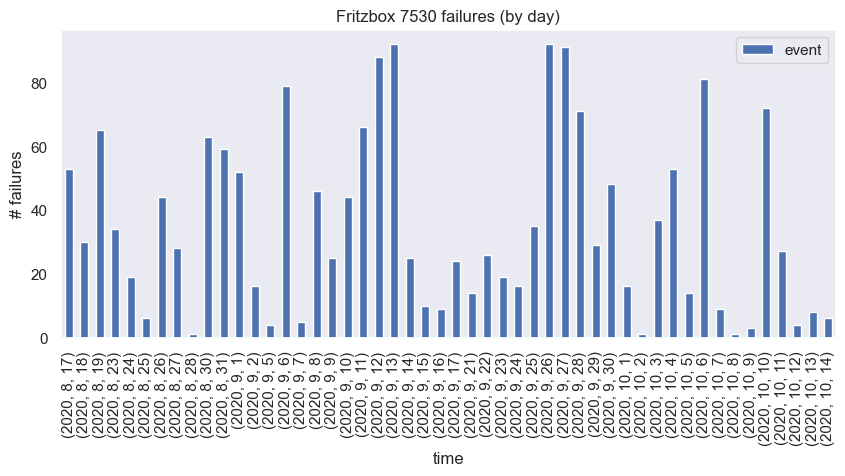 Fritzbox 7530 failures (by day)
event
# failures
80
60
40
20
0
(2020, 8, 17)
(2020, 8, 18)
(2020, 8, 19)
(2020, 8, 23)
(2020, 8, 24)
(2020, 8, 25)
(2020, 8, 26)
(2020, 8, 27)
(2020, 8, 28)
(2020, 8, 30)
(2020, 8, 31)
(2020, 9, 1)
(2020, 9, 2)
(2020, 9, 5)
(2020, 9, 6)
(2020, 9, 7)
(2020, 9, 8)
(2020, 9, 9)
(2020, 9, 10)
(2020, 9, 11)
(2020, 9, 12)
(2020, 9, 13)
(2020, 9, 14)
(2020, 9, 15)
(2020, 9, 16)
(2020, 9, 17)
(2020, 9, 21)
(2020, 9, 22)
(2020, 9, 23)
(2020, 9, 24)
(2020, 9, 25)
(2020, 9, 26)
(2020, 9, 27)
(2020, 9, 28)
(2020, 9, 29)
(2020, 9, 30)
(2020, 10, 1)
(2020, 10, 2)
(2020, 10, 3)
(2020, 10, 4)
(2020, 10, 5)
(2020, 10, 6)
(2020, 10, 7)
(2020, 10, 8)
(2020, 10, 9)
(2020, 10, 10)
(2020, 10, 11)
(2020, 10, 12)
(2020, 10, 13)
(2020, 10, 14)
time